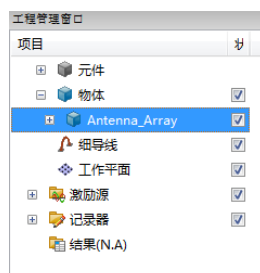 工程管理窗口
项目
元件
物体
Antenna_Array
细导线
工作平面
激励源
记录器
结果(N.A)